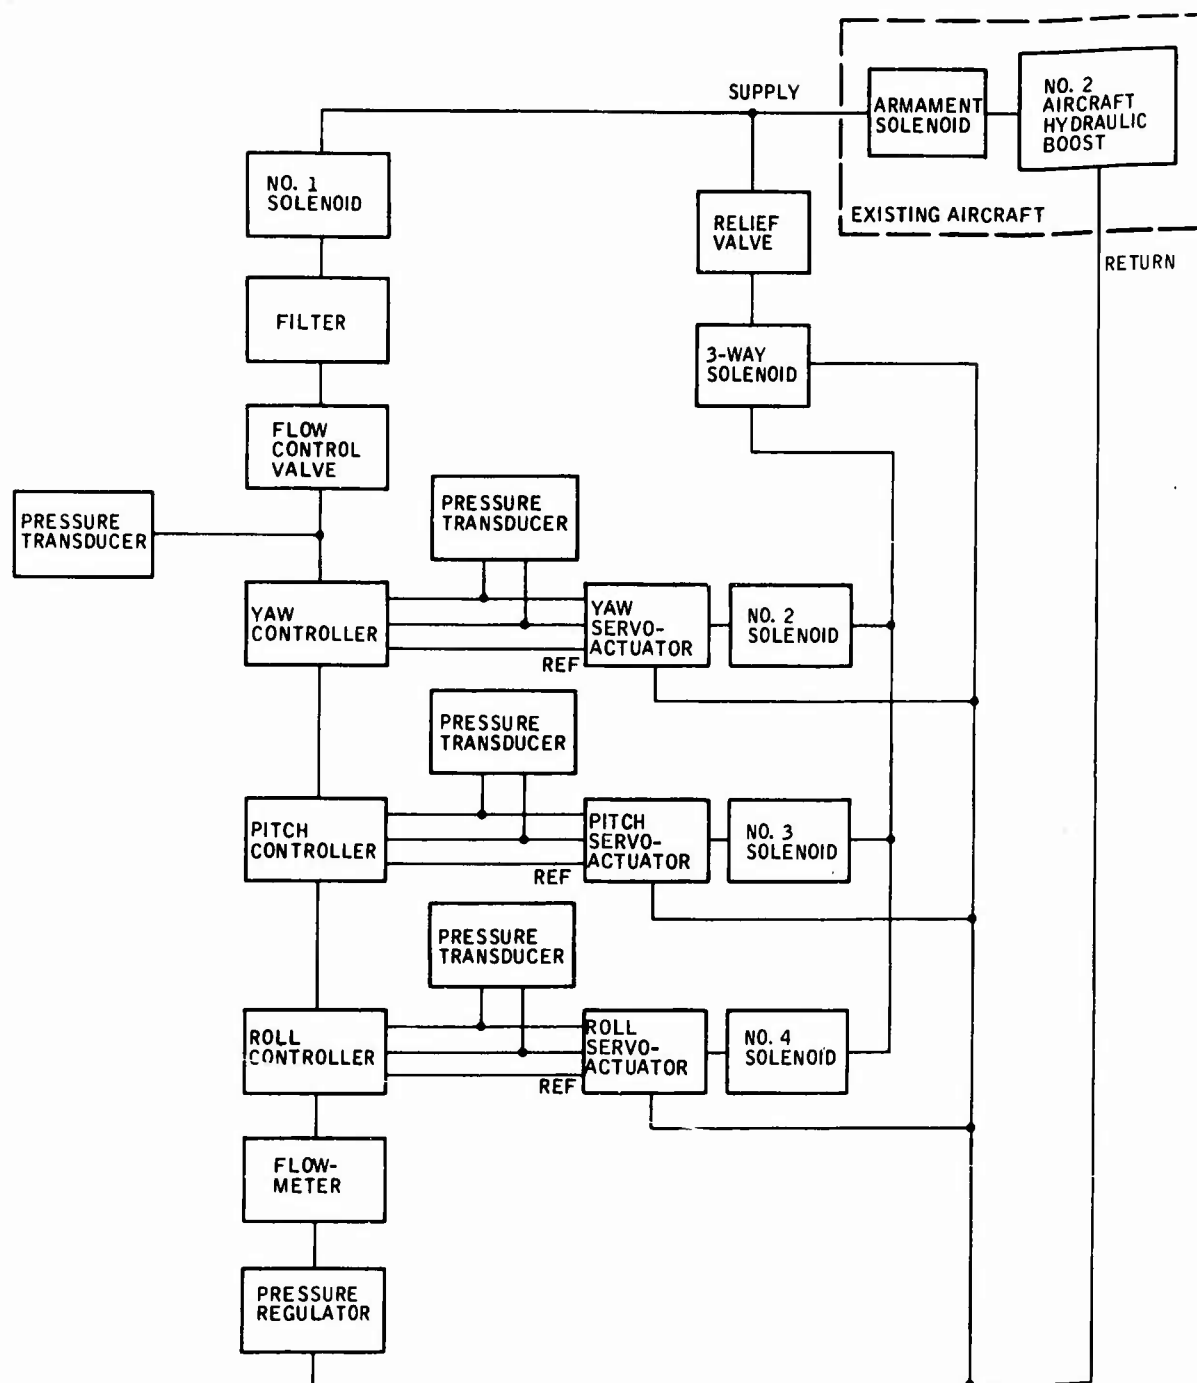 SUPPLY
ARMAMENT
SOLENOID
NO. 2
AIRCRAFT
HYDRAULIC
BOOST
EXISTING AIRCRAFT
RETURN
NO. 1
SOLENOID
RELIEF
VALVE
FILTER
3-WAY
SOLENOID
FLOW
CONTROL
VALVE
PRESSURE
TRANSDUCER
PRESSURE
TRANSDUCER
YAW
CONTROLLER
REF
YAW
SERVO-
ACTUATOR
NO. 2
SOLENOID
PRESSURE
TRANSDUCER
PITCH
CONTROLLER
REF
PITCH
SERVO-
ACTUATOR
NO. 3
SOLENOID
PRESSURE
TRANSDUCER
ROLL
CONTROLLER
REF
ROLL
SERVO-
ACTUATOR
NO. 4
SOLENOID
FLOW-
METER
PRESSURE
REGULATOR